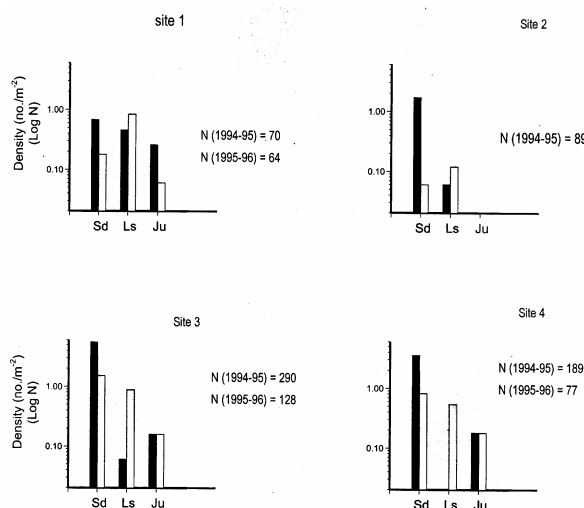 site 1
Density (no./m⁻²)
(Log N)
1.00
0.10
N (1994-95) = 70
N (1995-96) = 64
Sd Ls Ju
Site 2
1.00
0.10
N (1994-95) = 89
Sd Ls Ju
Site 3
Density (no./m⁻²)
(Log N)
1.00
0.10
N (1994-95) = 290
N (1995-96) = 128
Sd Ls Ju
Site 4
1.00
0.10
N (1994-95) = 189
N (1995-96) = 77
Sd Ls Ju